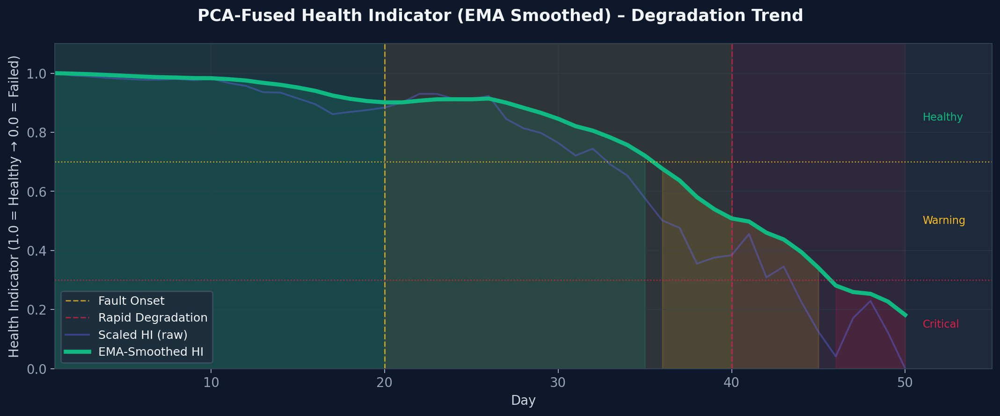 PCA-Fused Health Indicator (EMA Smoothed) – Degradation Trend
Health Indicator (1.0 = Healthy → 0.0 = Failed)
1.0
0.8
0.6
0.4
0.2
0.0
Healthy
Warning
Critical
Fault Onset
Rapid Degradation
Scaled HI (raw)
EMA-Smoothed HI
10 20 30 40 50
Day